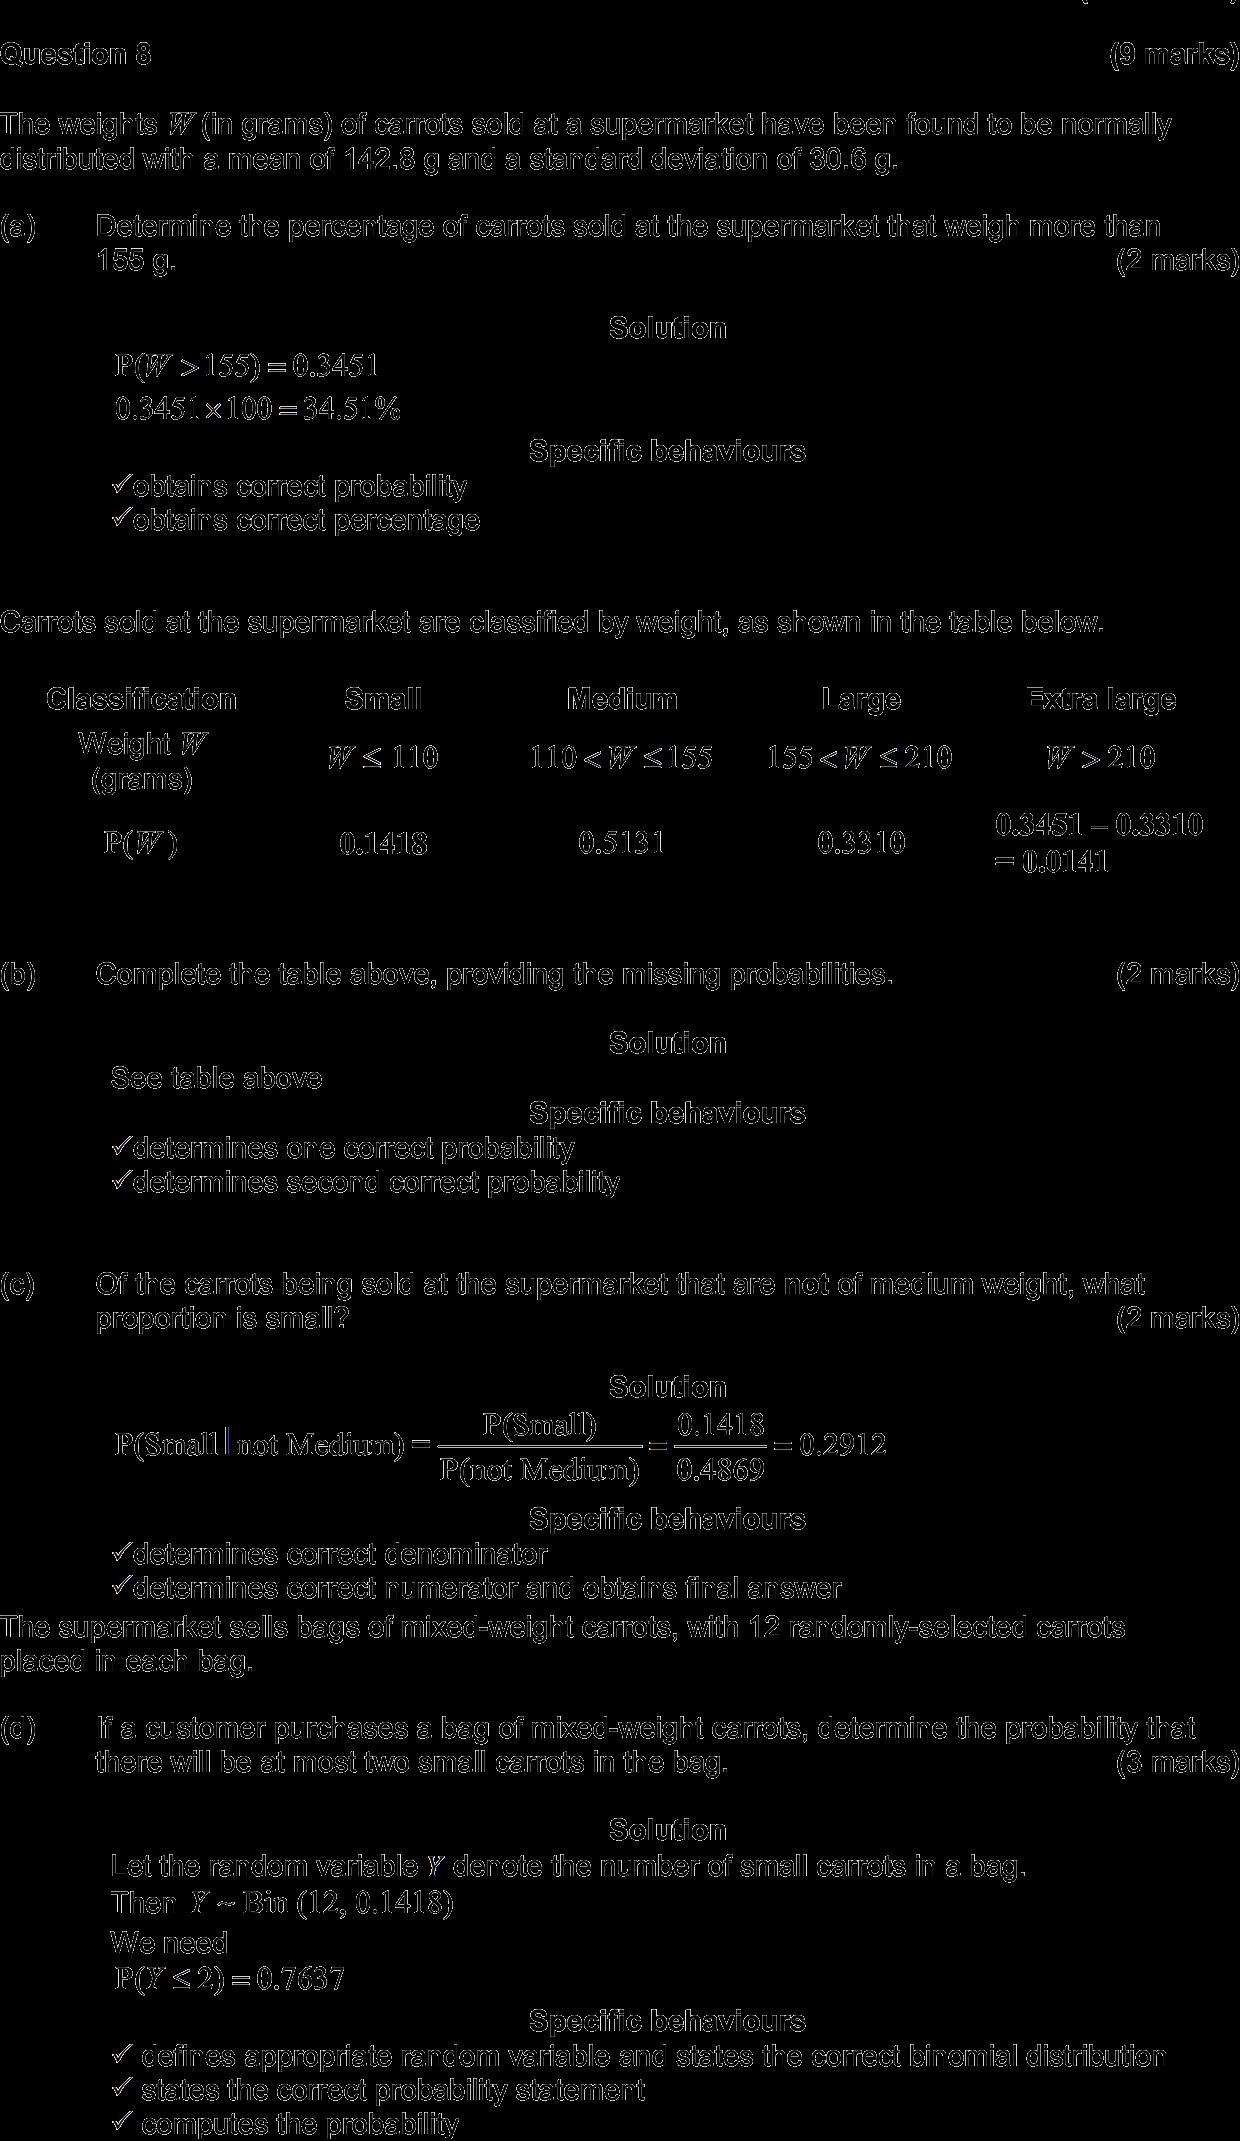 Question 8 (9 marks)
The weights W (in grams) of carrots sold at a supermarket have been found to be normally
distributed with a mean of 142.8 g and a standard deviation of 30.6 g.
(a) Determine the percentage of carrots sold at the supermarket that weigh more than
155 g. (2 marks)
Solution
P(W > 155) = 0.3451
0.3451 × 100 = 34.51%
Specific behaviours
✓obtains correct probability
✓obtains correct percentage
Carrots sold at the supermarket are classified by weight, as shown in the table below.
Classification Small Medium Large Extra large
Weight W
(grams) W ≤ 110 110 < W ≤ 155 155 < W ≤ 210 W > 210
P(W) 0.1418 0.5131 0.3310 0.3451 – 0.3310
= 0.0141
(b) Complete the table above, providing the missing probabilities. (2 marks)
Solution
See table above
Specific behaviours
✓determines one correct probability
✓determines second correct probability
(c) Of the carrots being sold at the supermarket that are not of medium weight, what
proportion is small? (2 marks)
Solution
P(Small | not Medium) = P(Small) / P(not Medium) = 0.1418 / 0.4869 = 0.2912
Specific behaviours
✓determines correct denominator
✓determines correct numerator and obtains final answer
The supermarket sells bags of mixed-weight carrots, with 12 randomly-selected carrots
placed in each bag.
(d) If a customer purchases a bag of mixed-weight carrots, determine the probability that
there will be at most two small carrots in the bag. (3 marks)
Solution
Let the random variable Y denote the number of small carrots in a bag.
Then Y ~ Bin (12, 0.1418)
We need
P(Y ≤ 2) = 0.7637
Specific behaviours
✓ defines appropriate random variable and states the correct binomial distribution
✓ states the correct probability statement
✓ computes the probability